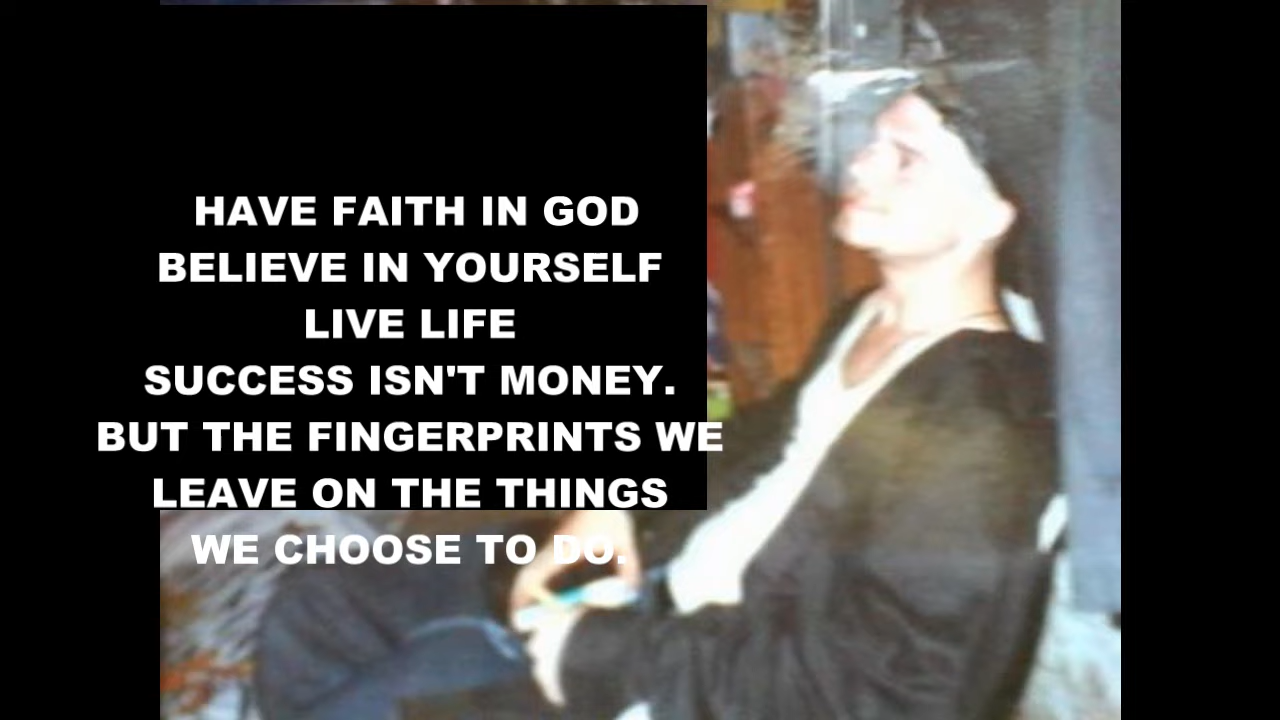 HAVE FAITH IN GOD
BELIEVE IN YOURSELF
LIVE LIFE
SUCCESS ISN'T MONEY.
BUT THE FINGERPRINTS WE
LEAVE ON THE THINGS
WE CHOOSE TO DO.